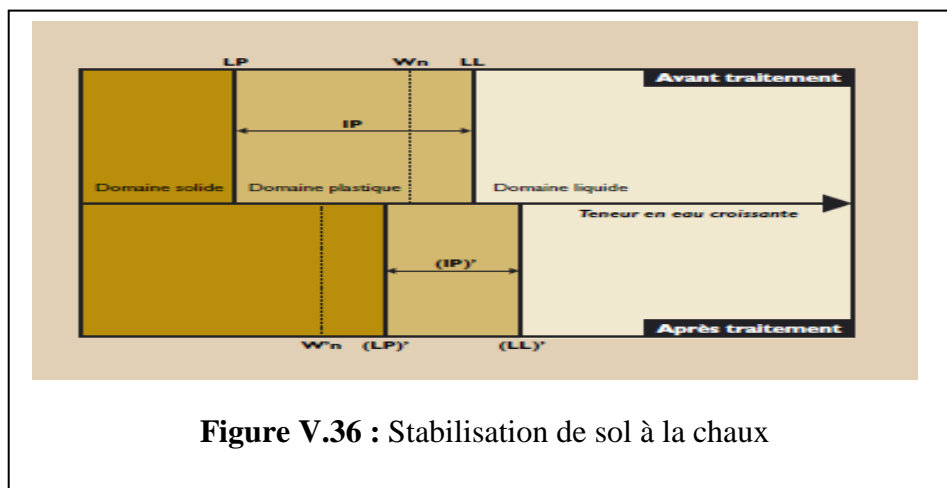 LP Wn LL
Avant traitement
IP
Domaine solide Domaine plastique Domaine liquide
Teneur en eau croissante
(IP)'
Après traitement
W'n (LP)' (LL)'
Figure V.36 : Stabilisation de sol à la chaux